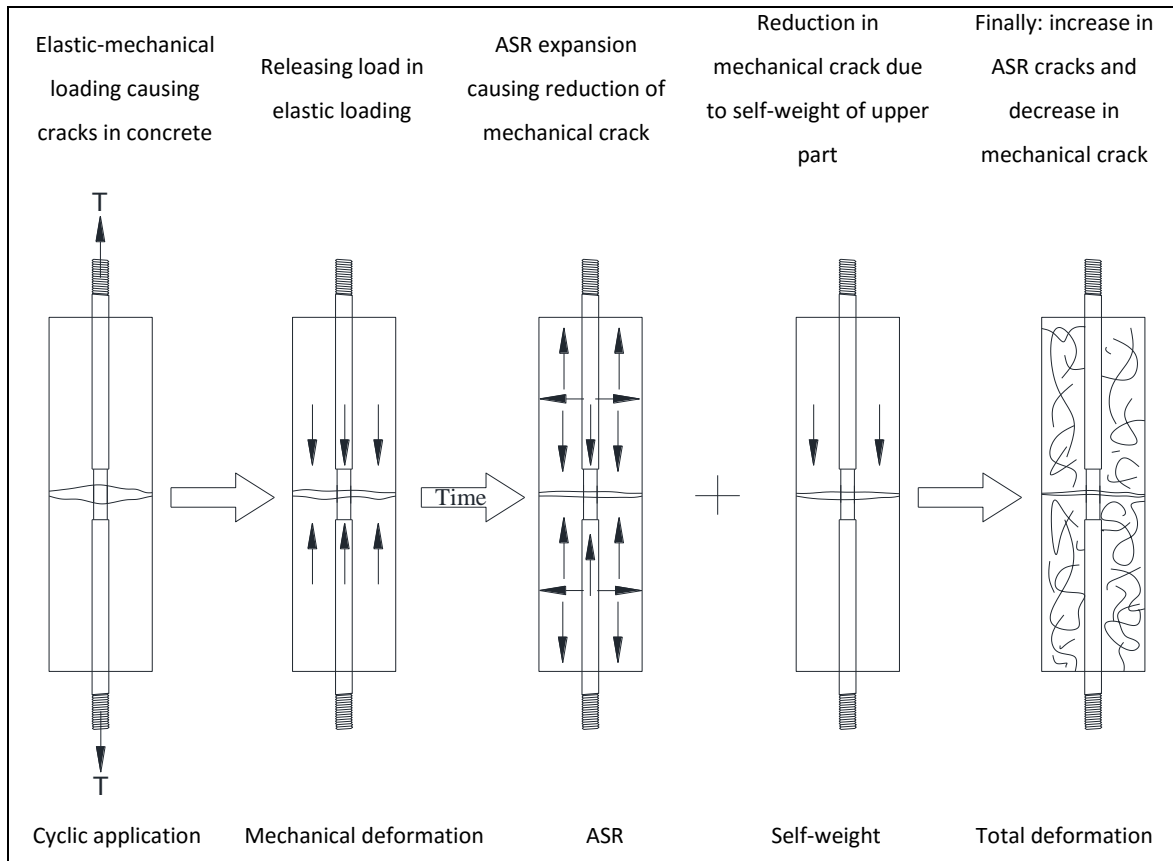 Elastic-mechanical
loading causing
cracks in concrete
Releasing load in
elastic loading
ASR expansion
causing reduction of
mechanical crack
Reduction in
mechanical crack due
to self-weight of upper
part
Finally: increase in
ASR cracks and
decrease in
mechanical crack
T
Time
T
Cyclic application
Mechanical deformation
ASR
Self-weight
Total deformation